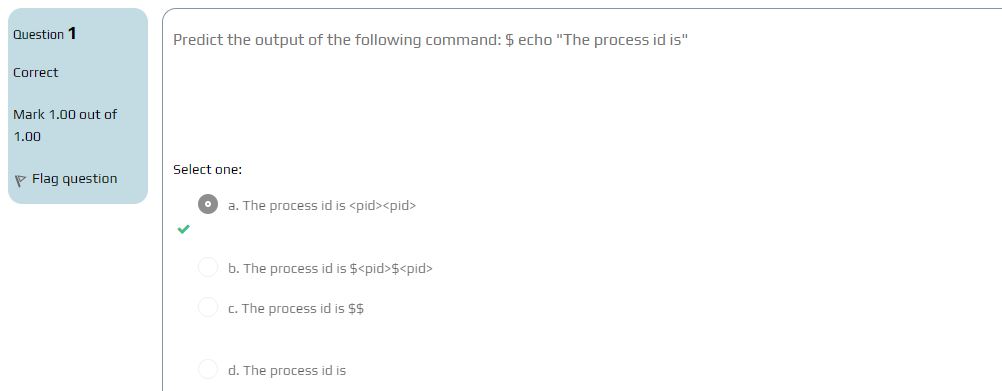 Question 1
Correct
Mark 1.00 out of
1.00
Flag question
Predict the output of the following command: $ echo "The process id is"
Select one:
a. The process id is <pid><pid>
b. The process id is $<pid>$<pid>
c. The process id is $$
d. The process id is